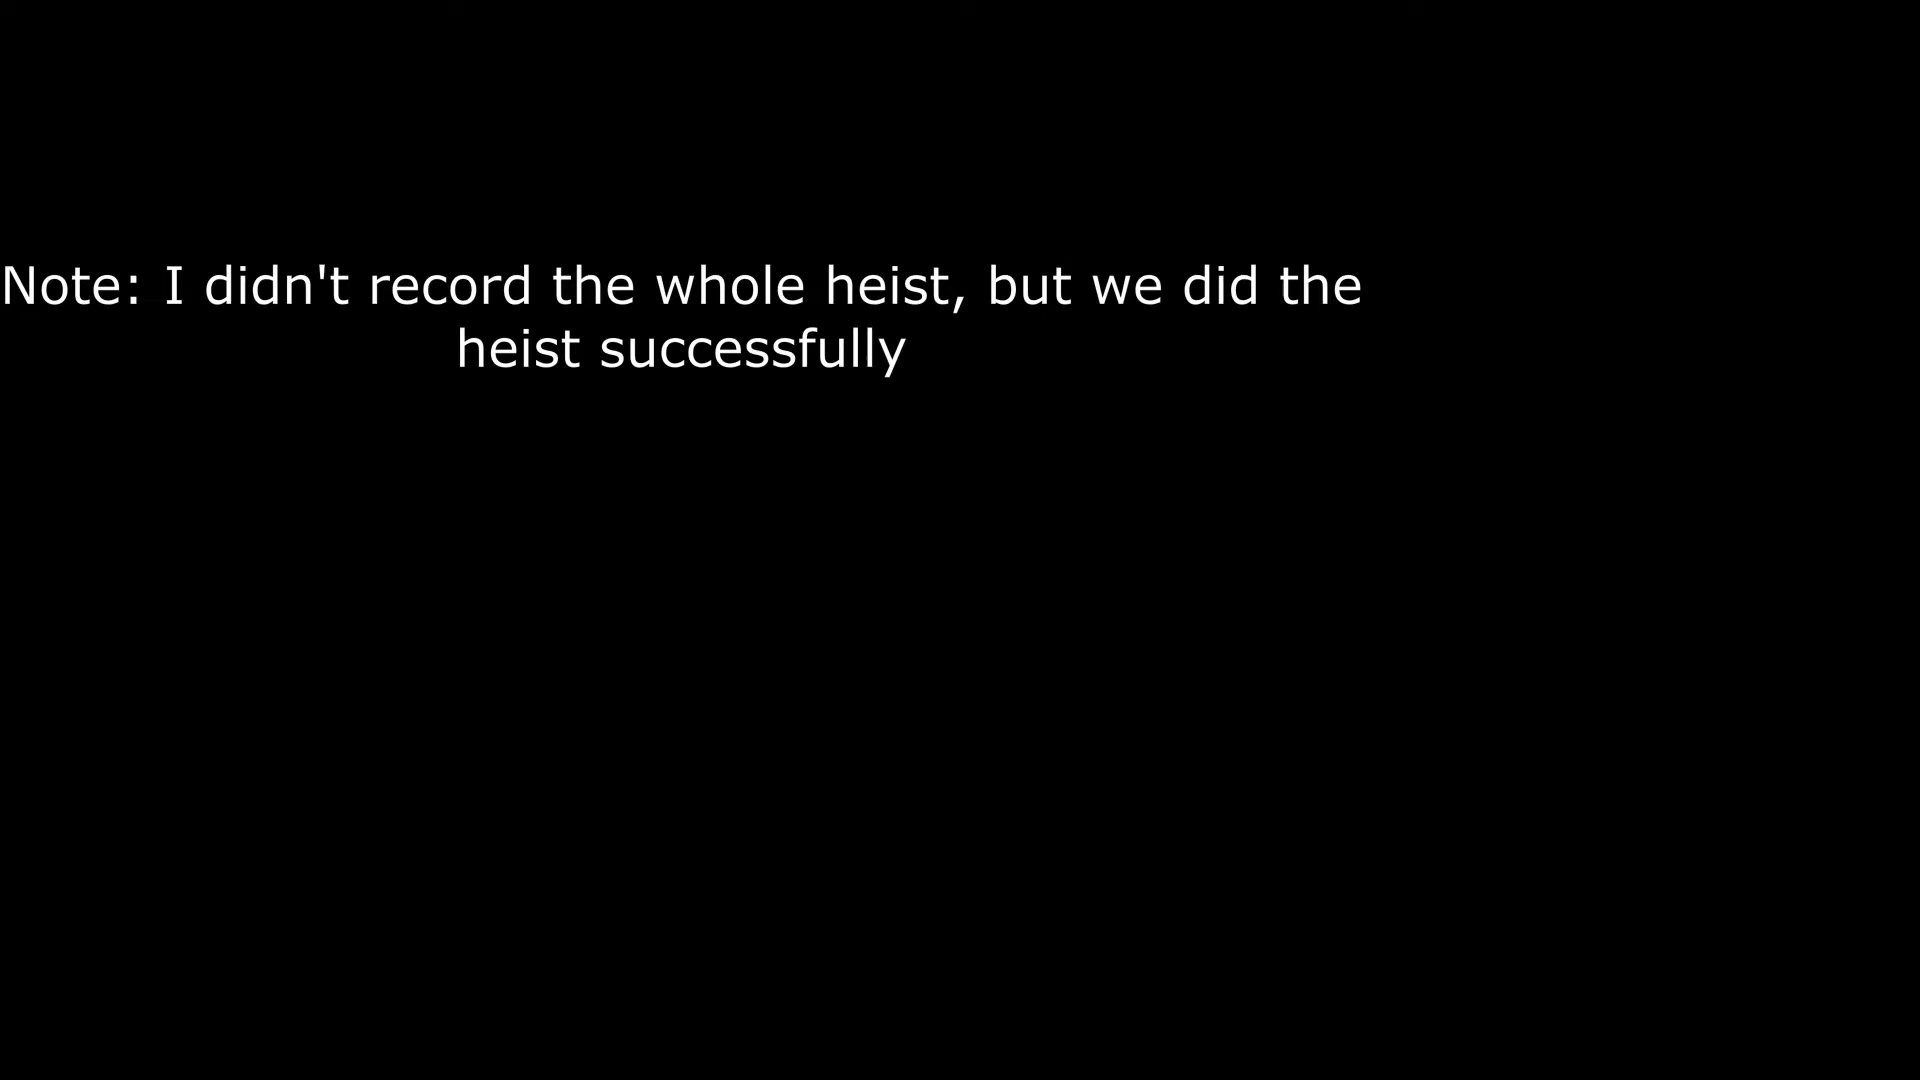 Note: I didn't record the whole heist, but we did the
heist successfully